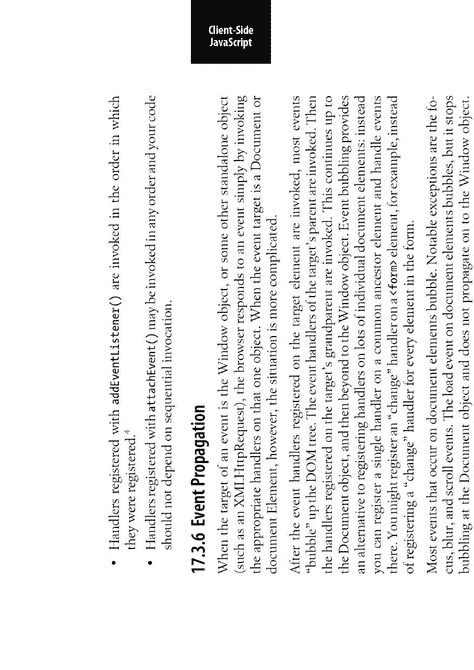 Client-Side
JavaScript
• Handlers registered with addEventListener() are invoked in the order in which
they were registered.4
• Handlers registered with attachEvent() may be invoked in any order and your code
should not depend on sequential invocation.
17.3.6 Event Propagation
When the target of an event is the Window object, or some other standalone object
(such as an XMLHttpRequest), the browser responds to an event simply by invoking
the appropriate handlers on that one object. When the event target is a Document or
document Element, however, the situation is more complicated.
After the event handlers registered on the target element are invoked, most events
“bubble” up the DOM tree. The event handlers of the target’s parent are invoked. Then
the handlers registered on the target’s grandparent are invoked. This continues up to
the Document object, and then beyond to the Window object. Event bubbling provides
an alternative to registering handlers on lots of individual document elements: instead
you can register a single handler on a common ancestor element and handle events
there. You might register an “change” handler on a <form> element, for example, instead
of registering a “change” handler for every element in the form.
Most events that occur on document elements bubble. Notable exceptions are the fo-
cus, blur, and scroll events. The load event on document elements bubbles, but it stops
bubbling at the Document object and does not propagate on to the Window object.